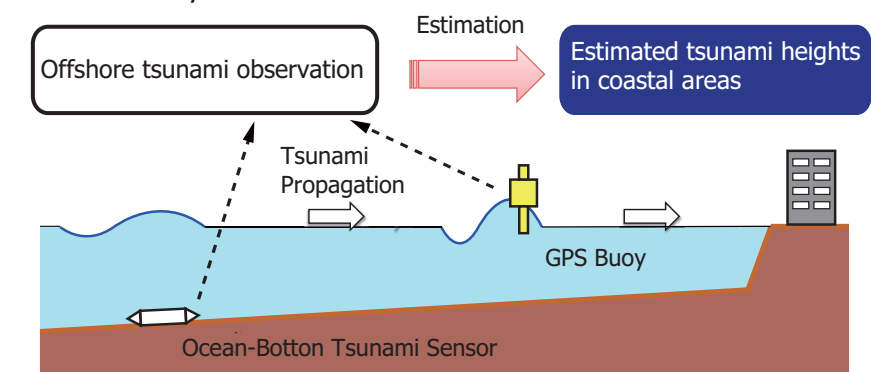 Estimation
Offshore tsunami observation
Estimated tsunami heights
in coastal areas
Tsunami
Propagation
GPS Buoy
Ocean-Botton Tsunami Sensor